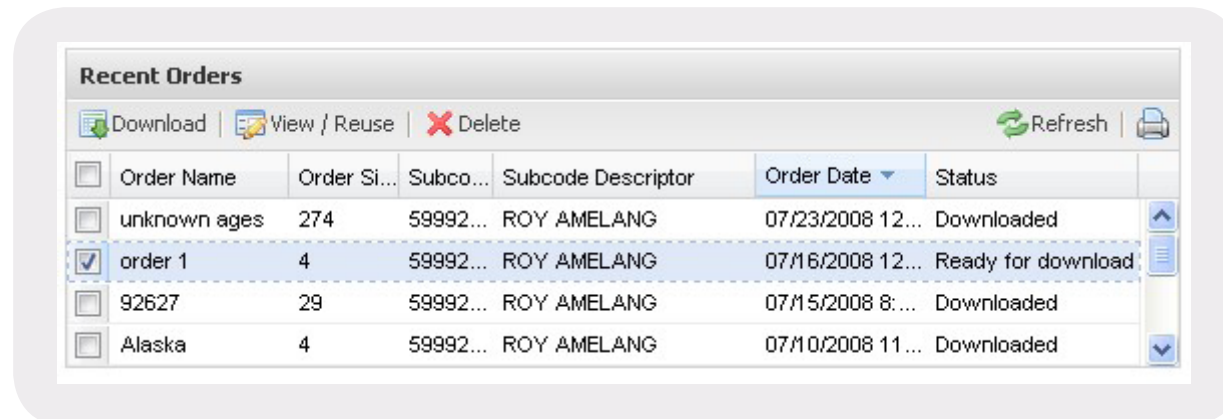 Recent Orders
Download | View / Reuse | Delete Refresh |
Order Name Order Si... Subco... Subcode Descriptor Order Date Status
unknown ages 274 59992... ROY AMELANG 07/23/2008 12... Downloaded
order 1 4 59992... ROY AMELANG 07/16/2008 12... Ready for download
92627 29 59992... ROY AMELANG 07/15/2008 8:... Downloaded
Alaska 4 59992... ROY AMELANG 07/10/2008 11... Downloaded